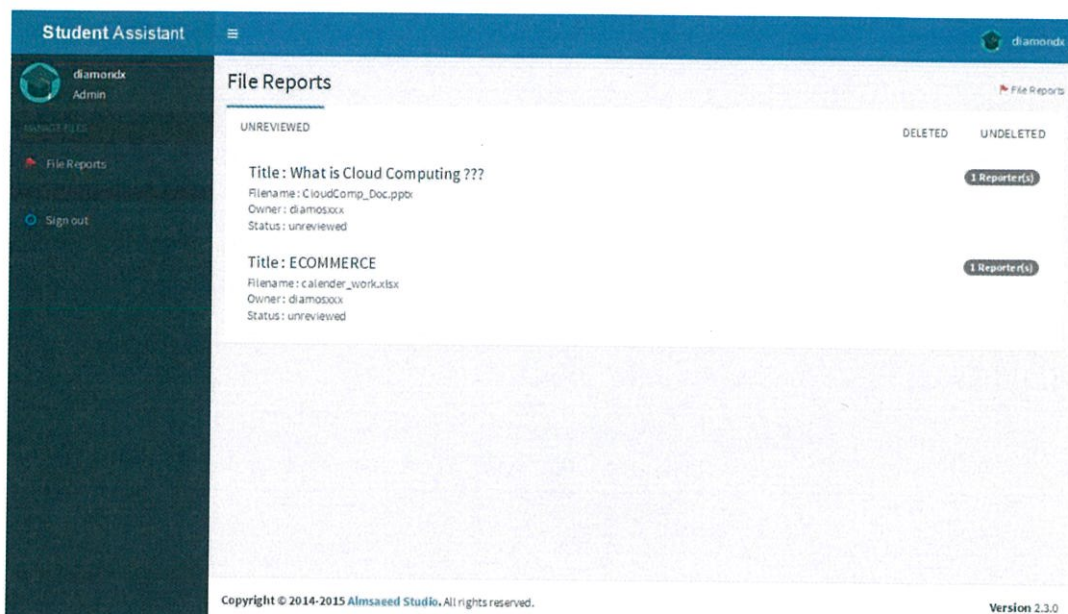 Student Assistant
diamondx
diamondx
Admin
MANAGE FILES
File Reports
Sign out
File Reports
File Reports
UNREVIEWED
DELETED
UNDELETED
Title : What is Cloud Computing ???
1 Reporter(s)
Filename : CloudComp_Doc.pptx
Owner : diamosxxx
Status : unreviewed
Title : ECOMMERCE
1 Reporter(s)
Filename : calender_work.xlsx
Owner : diamosxxx
Status : unreviewed
Copyright © 2014-2015 Almsaeed Studio. All rights reserved.
Version 2.3.0